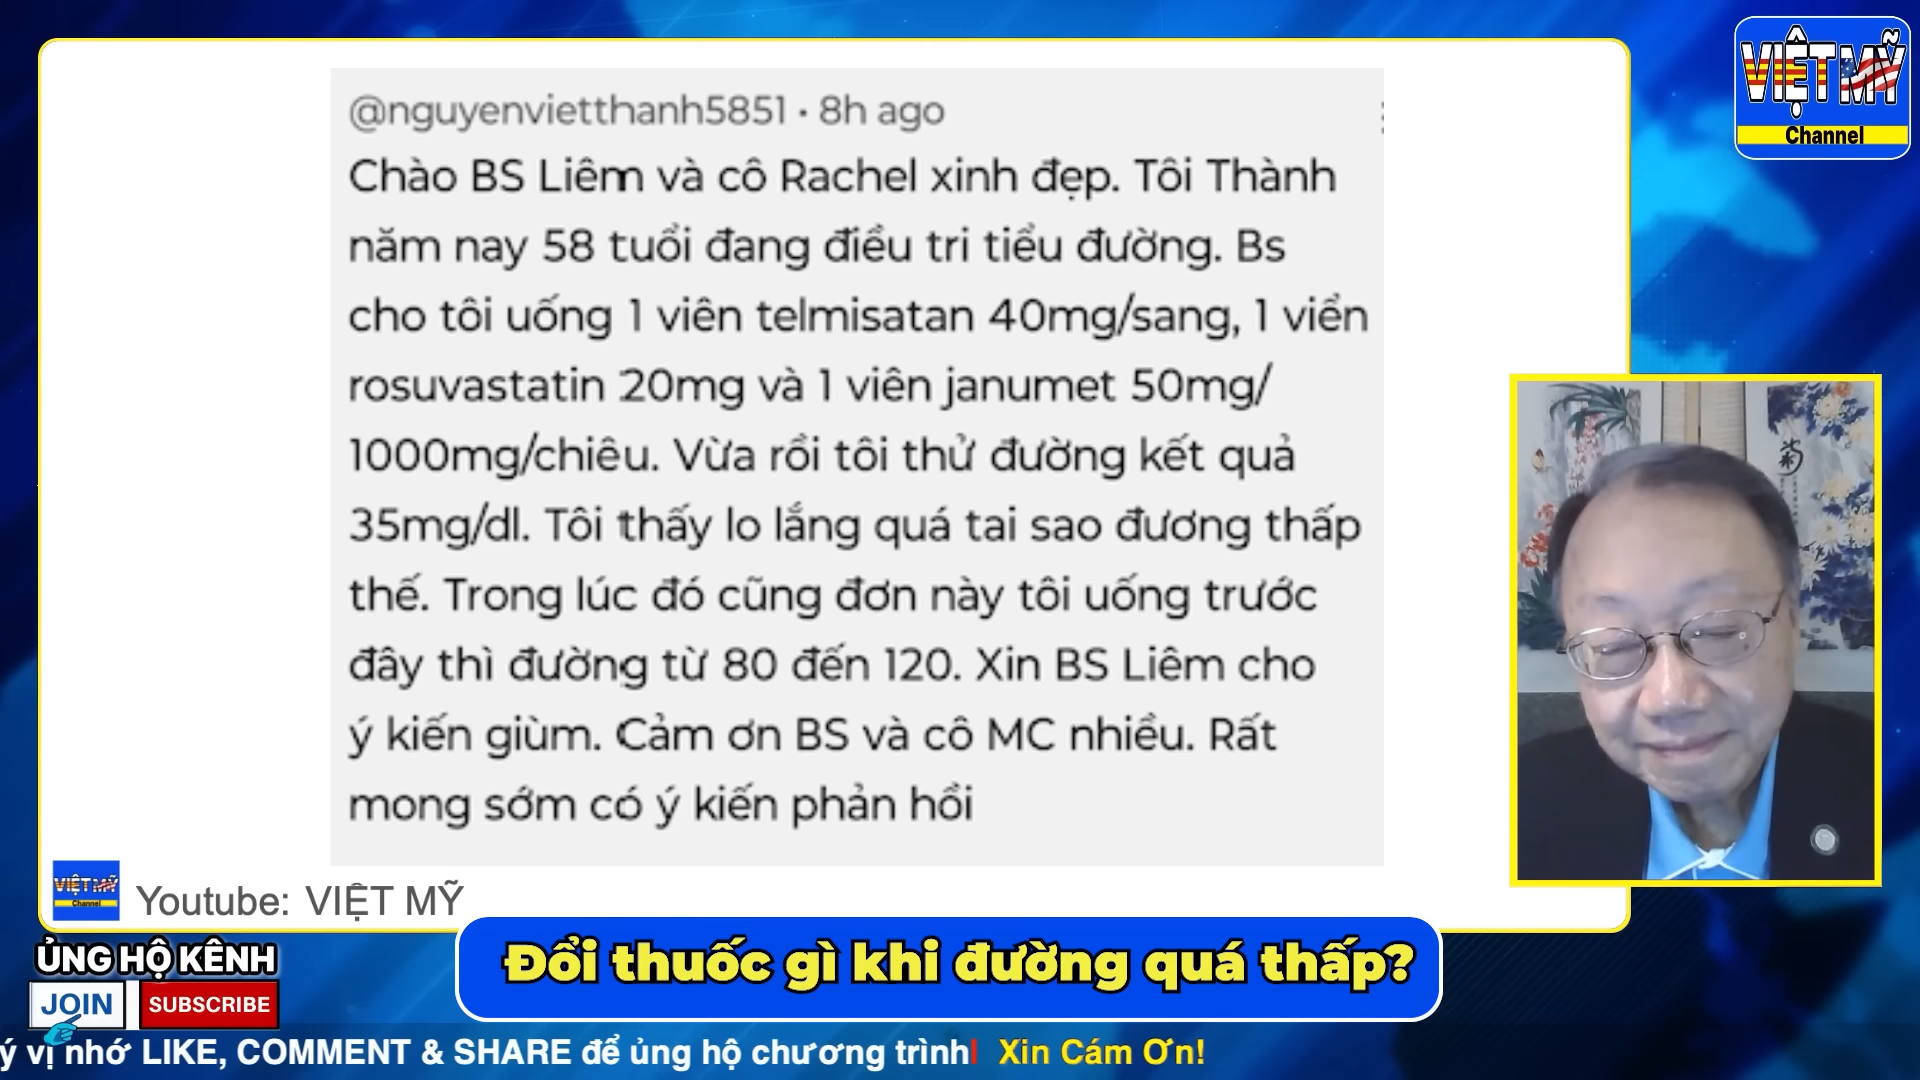 VIỆT MỸ
Channel
@nguyenvietthanh5851 • 8h ago
Chào BS Liêm và cô Rachel xinh đẹp. Tôi Thành
năm nay 58 tuổi đang điều tri tiểu đường. Bs
cho tôi uống 1 viên telmisatan 40mg/sang, 1 viển
rosuvastatin 20mg và 1 viên janumet 50mg/
1000mg/chiêu. Vừa rồi tôi thử đường kết quả
35mg/dl. Tôi thấy lo lắng quá tai sao đương thấp
thế. Trong lúc đó cũng đơn này tôi uống trước
đây thì đường từ 80 đến 120. Xin BS Liêm cho
ý kiến giùm. Cảm ơn BS và cô MC nhiều. Rất
mong sớm có ý kiến phản hồi
菊
VIỆT MỸ
Channel
Youtube: VIỆT MỸ
ỦNG HỘ KÊNH
JOIN
SUBSCRIBE
Đổi thuốc gì khi đường quá thấp?
ý vị nhớ LIKE, COMMENT & SHARE để ủng hộ chương trình! Xin Cám Ơn!